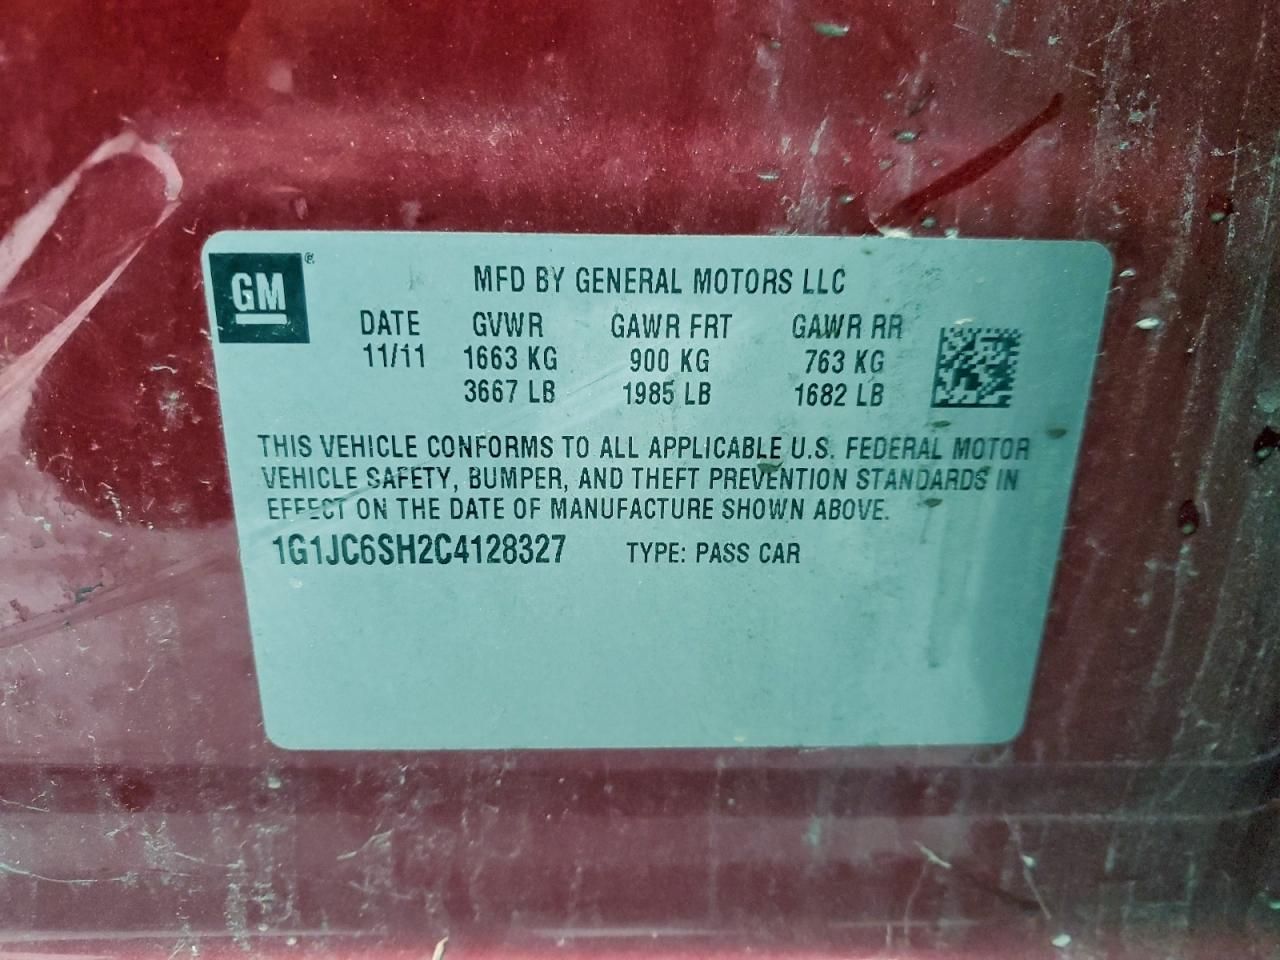 GM ®
MFD BY GENERAL MOTORS LLC
DATE GVWR GAWR FRT GAWR RR
11/11 1663 KG 900 KG 763 KG
3667 LB 1985 LB 1682 LB
THIS VEHICLE CONFORMS TO ALL APPLICABLE U.S. FEDERAL MOTOR
VEHICLE SAFETY, BUMPER, AND THEFT PREVENTION STANDARDS IN
EFFECT ON THE DATE OF MANUFACTURE SHOWN ABOVE.
1G1JC6SH2C4128327 TYPE: PASS CAR